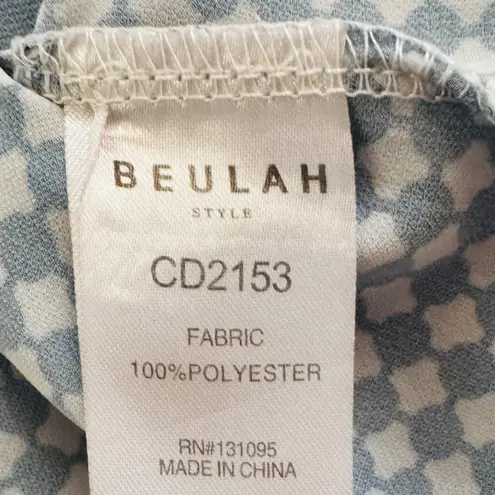 BEULAH
STYLE
CD2153
FABRIC
100%POLYESTER
RN#131095
MADE IN CHINA